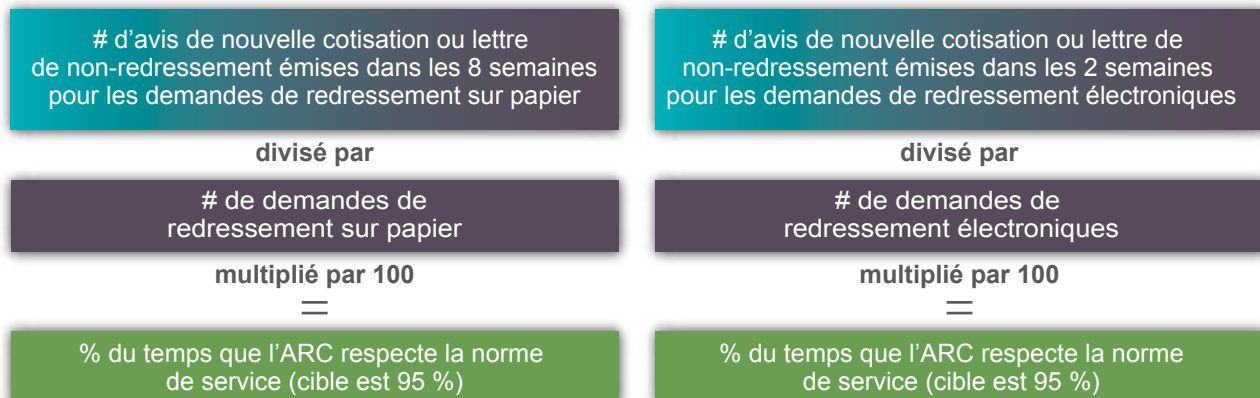 # d’avis de nouvelle cotisation ou lettre
de non-redressement émises dans les 8 semaines
pour les demandes de redressement sur papier
divisé par
# de demandes de
redressement sur papier
multiplié par 100
=
% du temps que l’ARC respecte la norme
de service (cible est 95 %)
# d’avis de nouvelle cotisation ou lettre de
non-redressement émises dans les 2 semaines
pour les demandes de redressement électroniques
divisé par
# de demandes de
redressement électroniques
multiplié par 100
=
% du temps que l’ARC respecte la norme
de service (cible est 95 %)